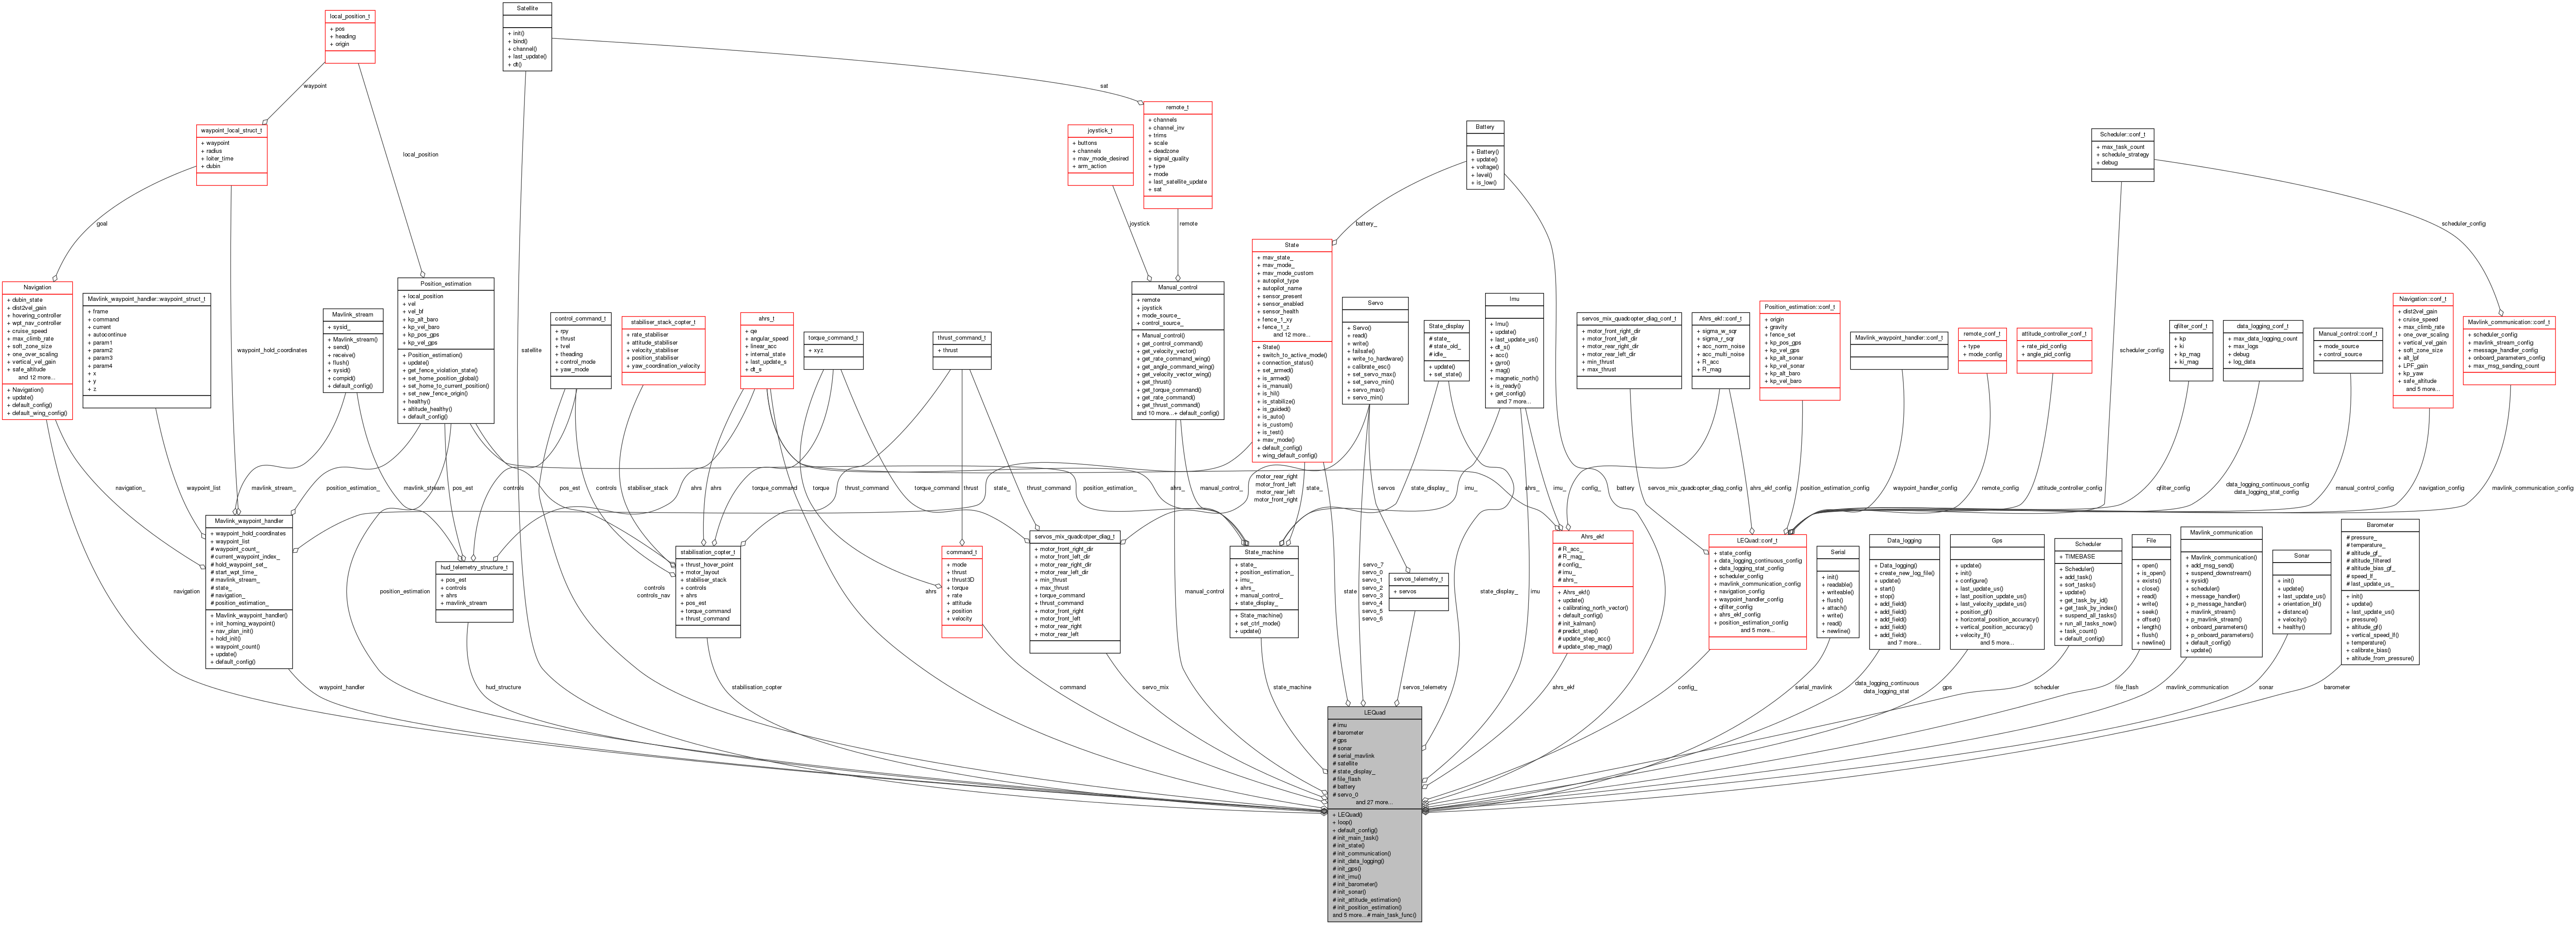 local_position_t
+ pos
+ heading
+ origin
Satellite
+ init()
+ bind()
+ channel()
+ last_update()
+ dt()
waypoint
local_position
sat
waypoint_local_struct_t
+ waypoint
+ radius
+ loiter_time
+ dubin
joystick_t
+ buttons
+ channels
+ mav_mode_desired
+ arm_action
remote_t
+ channels
+ channel_inv
+ trims
+ scale
+ deadzone
+ signal_quality
+ type
+ mode
+ last_satellite_update
+ sat
Battery
+ Battery()
+ update()
+ voltage()
+ level()
+ is_low()
Scheduler::conf_t
+ max_task_count
+ schedule_strategy
+ debug
goal
joystick
remote
battery_
scheduler_config
Navigation
+ dubin_state
+ dist2vel_gain
+ hovering_controller
+ wpt_nav_controller
+ cruise_speed
+ max_climb_rate
+ soft_zone_size
+ one_over_scaling
+ vertical_vel_gain
+ safe_altitude
and 12 more...
+ Navigation()
+ update()
+ default_config()
+ default_wing_config()
Mavlink_waypoint_handler::waypoint_struct_t
+ frame
+ command
+ current
+ autocontinue
+ param1
+ param2
+ param3
+ param4
+ x
+ y
+ z
waypoint_hold_coordinates
Mavlink_stream
+ sysid_
+ Mavlink_stream()
+ send()
+ receive()
+ flush()
+ sysid()
+ compid()
+ default_config()
Position_estimation
+ local_position
+ vel
+ vel_bf
+ kp_alt_baro
+ kp_vel_baro
+ kp_pos_gps
+ kp_vel_gps
+ Position_estimation()
+ update()
+ get_fence_violation_state()
+ set_home_position_global()
+ set_home_to_current_position()
+ set_new_fence_origin()
+ healthy()
+ altitude_healthy()
+ default_config()
satellite
control_command_t
+ rpy
+ thrust
+ tvel
+ theading
+ control_mode
+ yaw_mode
stabiliser_stack_copter_t
+ rate_stabiliser
+ attitude_stabiliser
+ velocity_stabiliser
+ position_stabiliser
+ yaw_coordination_velocity
ahrs_t
+ qe
+ angular_speed
+ linear_acc
+ internal_state
+ last_update_s
+ dt_s
torque_command_t
+ xyz
thrust_command_t
+ thrust
Manual_control
+ remote
+ joystick
+ mode_source_
+ control_source_
+ Manual_control()
+ get_control_command()
+ get_velocity_vector()
+ get_rate_command_wing()
+ get_angle_command_wing()
+ get_velocity_vector_wing()
+ get_thrust()
+ get_torque_command()
+ get_rate_command()
+ get_thrust_command()
and 10 more...+ default_config()
State
+ mav_state_
+ mav_mode_
+ mav_mode_custom
+ autopilot_type
+ autopilot_name
+ sensor_present
+ sensor_enabled
+ sensor_health
+ fence_1_xy
+ fence_1_z
and 12 more...
+ State()
+ switch_to_active_mode()
+ connection_status()
+ set_armed()
+ is_armed()
+ is_manual()
+ is_hil()
+ is_stabilize()
+ is_guided()
+ is_auto()
+ is_custom()
+ is_test()
+ mav_mode()
+ default_config()
+ wing_default_config()
Servo
+ Servo()
+ read()
+ write()
+ failsafe()
+ write_to_hardware()
+ calibrate_esc()
+ set_servo_max()
+ set_servo_min()
+ servo_max()
+ servo_min()
State_display
# state_
# state_old_
# idle_
+ update()
+ set_state()
Imu
+ Imu()
+ update()
+ last_update_us()
+ dt_s()
+ acc()
+ gyro()
+ mag()
+ magnetic_north()
+ is_ready()
+ get_config()
and 7 more...
servos_mix_quadcopter_diag_conf_t
+ motor_front_right_dir
+ motor_front_left_dir
+ motor_rear_right_dir
+ motor_rear_left_dir
+ min_thrust
+ max_thrust
Ahrs_ekf::conf_t
+ sigma_w_sqr
+ sigma_r_sqr
+ acc_norm_noise
+ acc_multi_noise
+ R_acc
+ R_mag
Position_estimation::conf_t
+ origin
+ gravity
+ fence_set
+ kp_pos_gps
+ kp_vel_gps
+ kp_alt_sonar
+ kp_vel_sonar
+ kp_alt_baro
+ kp_vel_baro
Mavlink_waypoint_handler::conf_t
remote_conf_t
+ type
+ mode_config
attitude_controller_conf_t
+ rate_pid_config
+ angle_pid_config
scheduler_config
qfilter_conf_t
+ kp
+ ki
+ kp_mag
+ ki_mag
data_logging_conf_t
+ max_data_logging_count
+ max_logs
+ debug
+ log_data
Manual_control::conf_t
+ mode_source
+ control_source
Navigation::conf_t
+ dist2vel_gain
+ cruise_speed
+ max_climb_rate
+ one_over_scaling
+ vertical_vel_gain
+ soft_zone_size
+ alt_lpf
+ LPF_gain
+ kp_yaw
+ safe_altitude
and 5 more...
Mavlink_communication::conf_t
+ scheduler_config
+ mavlink_stream_config
+ message_handler_config
+ onboard_parameters_config
+ max_msg_sending_count
navigation_
waypoint_list
mavlink_stream_
position_estimation_
mavlink_stream
pos_est
controls
pos_est
controls
stabiliser_stack
ahrs
ahrs
torque_command
torque
thrust_command
torque_command
thrust
state_
thrust_command
position_estimation_
ahrs_
manual_control_
motor_rear_right
motor_front_left
motor_rear_left
motor_front_right
state_
servos
state_display_
imu_
ahrs_
imu_
config_
battery
servos_mix_quadcopter_diag_config
ahrs_ekf_config
position_estimation_config
waypoint_handler_config
remote_config
attitude_controller_config
qfilter_config
data_logging_continuous_config
data_logging_stat_config
manual_control_config
navigation_config
mavlink_communication_config
Mavlink_waypoint_handler
+ waypoint_hold_coordinates
+ waypoint_list
# waypoint_count_
# current_waypoint_index_
# hold_waypoint_set_
# start_wpt_time_
# mavlink_stream_
# state_
# navigation_
# position_estimation_
+ Mavlink_waypoint_handler()
+ init_homing_waypoint()
+ nav_plan_init()
+ hold_init()
+ waypoint_count()
+ update()
+ default_config()
hud_telemetry_structure_t
+ pos_est
+ controls
+ ahrs
+ mavlink_stream
stabilisation_copter_t
+ thrust_hover_point
+ motor_layout
+ stabiliser_stack
+ controls
+ ahrs
+ pos_est
+ torque_command
+ thrust_command
command_t
+ mode
+ thrust
+ thrust3D
+ torque
+ rate
+ attitude
+ position
+ velocity
servos_mix_quadcotper_diag_t
+ motor_front_right_dir
+ motor_front_left_dir
+ motor_rear_right_dir
+ motor_rear_left_dir
+ min_thrust
+ max_thrust
+ torque_command
+ thrust_command
+ motor_front_right
+ motor_front_left
+ motor_rear_right
+ motor_rear_left
State_machine
+ state_
+ position_estimation_
+ imu_
+ ahrs_
+ manual_control_
+ state_display_
+ State_machine()
+ set_ctrl_mode()
+ update()
servos_telemetry_t
+ servos
Ahrs_ekf
# R_acc_
# R_mag_
# config_
# imu_
# ahrs_
+ Ahrs_ekf()
+ update()
+ calibrating_north_vector()
+ default_config()
# init_kalman()
# predict_step()
# update_step_acc()
# update_step_mag()
LEQuad::conf_t
+ state_config
+ data_logging_continuous_config
+ data_logging_stat_config
+ scheduler_config
+ mavlink_communication_config
+ navigation_config
+ waypoint_handler_config
+ qfilter_config
+ ahrs_ekf_config
+ position_estimation_config
and 5 more...
Serial
+ init()
+ readable()
+ writeable()
+ flush()
+ attach()
+ write()
+ read()
+ newline()
Data_logging
+ Data_logging()
+ create_new_log_file()
+ update()
+ start()
+ stop()
+ add_field()
+ add_field()
+ add_field()
+ add_field()
+ add_field()
and 7 more...
Gps
+ update()
+ init()
+ configure()
+ last_update_us()
+ last_position_update_us()
+ last_velocity_update_us()
+ position_gf()
+ horizontal_position_accuracy()
+ vertical_position_accuracy()
+ velocity_lf()
and 5 more...
Scheduler
+ TIMEBASE
+ Scheduler()
+ add_task()
+ sort_tasks()
+ update()
+ get_task_by_id()
+ get_task_by_index()
+ suspend_all_tasks()
+ run_all_tasks_now()
+ task_count()
+ default_config()
File
+ open()
+ is_open()
+ exists()
+ close()
+ read()
+ write()
+ seek()
+ offset()
+ length()
+ flush()
+ newline()
Mavlink_communication
+ Mavlink_communication()
+ add_msg_send()
+ suspend_downstream()
+ sysid()
+ scheduler()
+ message_handler()
+ p_message_handler()
+ mavlink_stream()
+ p_mavlink_stream()
+ onboard_parameters()
+ p_onboard_parameters()
+ default_config()
+ update()
Sonar
+ init()
+ update()
+ last_update_us()
+ orientation_bf()
+ distance()
+ velocity()
+ healthy()
Barometer
# pressure_
# temperature_
# altitude_gf_
# altitude_filtered
# altitude_bias_gf_
# speed_lf_
# last_update_us_
+ init()
+ update()
+ last_update_us()
+ pressure()
+ altitude_gf()
+ vertical_speed_lf()
+ temperature()
+ calibrate_bias()
+ altitude_from_pressure()
navigation
position_estimation
controls
controls_nav
ahrs
manual_control
state
servo_7
servo_0
servo_1
servo_2
servo_3
servo_4
servo_5
servo_6
state_display_
imu
waypoint_handler
hud_structure
stabilisation_copter
command
servo_mix
state_machine
servos_telemetry
ahrs_ekf
config_
serial_mavlink
data_logging_continuous
data_logging_stat
gps
scheduler
file_flash
mavlink_communication
sonar
barometer
LEQuad
# imu
# barometer
# gps
# sonar
# serial_mavlink
# satellite
# state_display_
# file_flash
# battery
# servo_0
and 27 more...
+ LEQuad()
+ loop()
+ default_config()
# init_main_task()
# init_state()
# init_communication()
# init_data_logging()
# init_gps()
# init_imu()
# init_barometer()
# init_sonar()
# init_attitude_estimation()
# init_position_estimation()
and 5 more...# main_task_func()